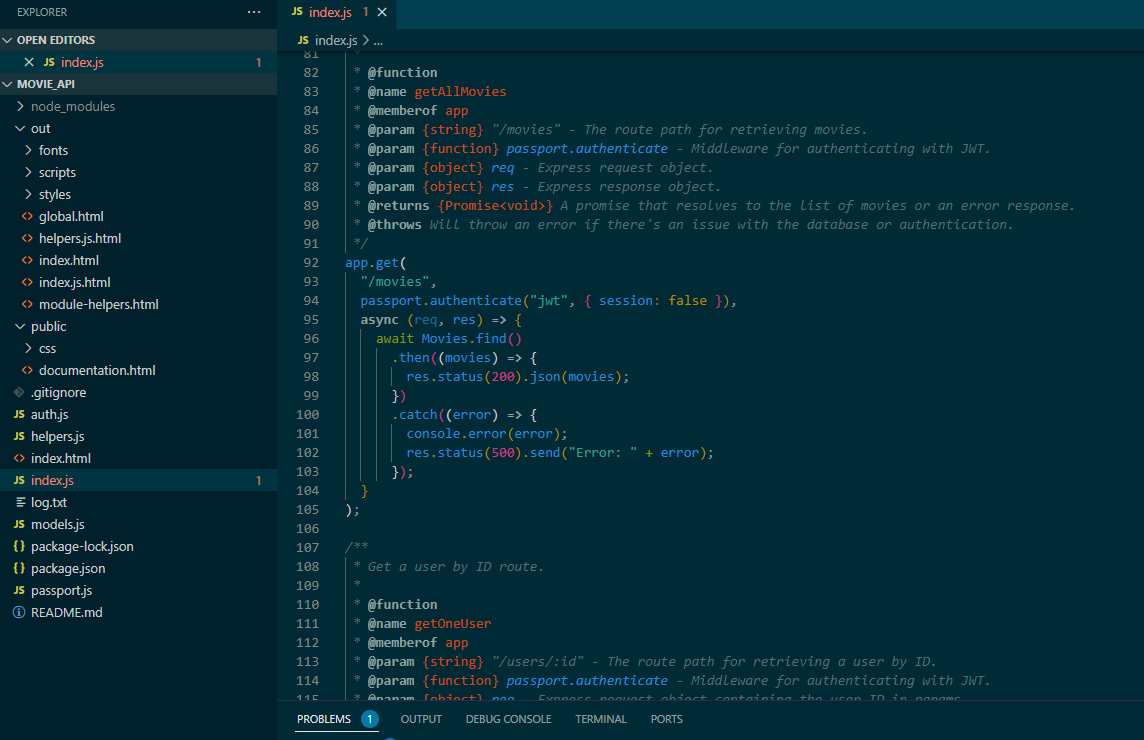 EXPLORER ...
OPEN EDITORS
JS index.js 1
MOVIE_API
node_modules
out
fonts
scripts
styles
<> global.html
<> helpers.js.html
<> index.html
<> index.js.html
<> module-helpers.html
public
css
<> documentation.html
.gitignore
JS auth.js
JS helpers.js
<> index.html
JS index.js 1
log.txt
JS models.js
{} package-lock.json
{} package.json
JS passport.js
README.md
JS index.js 1
JS index.js > ...
81 *
82 * @function
83 * @name getAllMovies
84 * @memberof app
85 * @param {string} "/movies" - The route path for retrieving movies.
86 * @param {function} passport.authenticate - Middleware for authenticating with JWT.
87 * @param {object} req - Express request object.
88 * @param {object} res - Express response object.
89 * @returns {Promise<void>} A promise that resolves to the list of movies or an error response.
90 * @throws Will throw an error if there's an issue with the database or authentication.
91 */
92 app.get(
93 "/movies",
94 passport.authenticate("jwt", { session: false }),
95 async (req, res) => {
96 await Movies.find()
97 .then((movies) => {
98 res.status(200).json(movies);
99 })
100 .catch((error) => {
101 console.error(error);
102 res.status(500).send("Error: " + error);
103 });
104 }
105 );
106
107 /**
108 * Get a user by ID route.
109 *
110 * @function
111 * @name getOneUser
112 * @memberof app
113 * @param {string} "/users/:id" - The route path for retrieving a user by ID.
114 * @param {function} passport.authenticate - Middleware for authenticating with JWT.
115 * @param {object} req - Express request object containing the user ID in params.
PROBLEMS 1 OUTPUT DEBUG CONSOLE TERMINAL PORTS